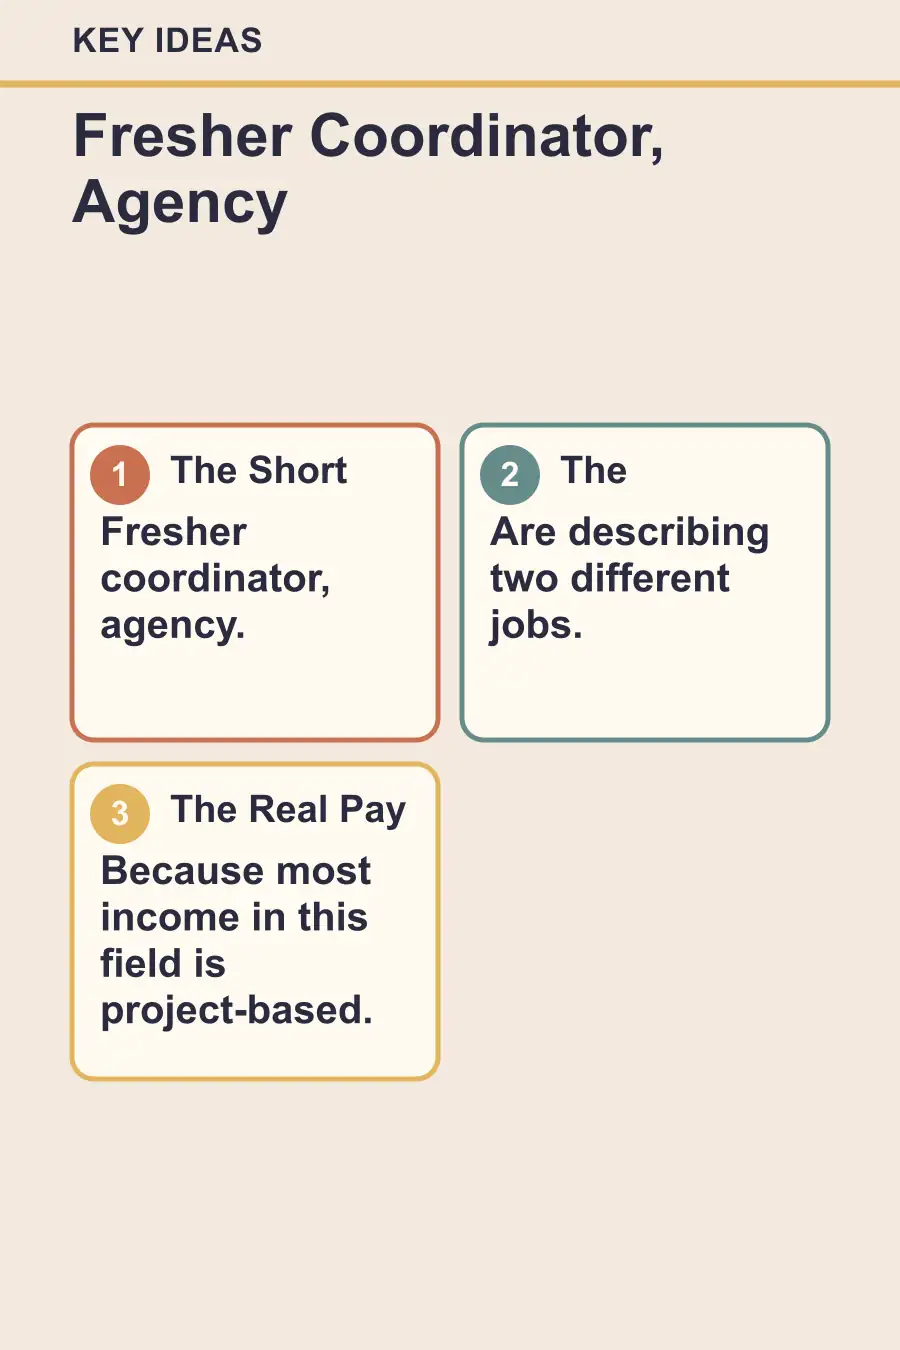 KEY IDEAS
Fresher Coordinator,
Agency
1 The Short
Fresher
coordinator,
agency.
2 The
Are describing
two different
jobs.
3 The Real Pay
Because most
income in this
field is
project-based.